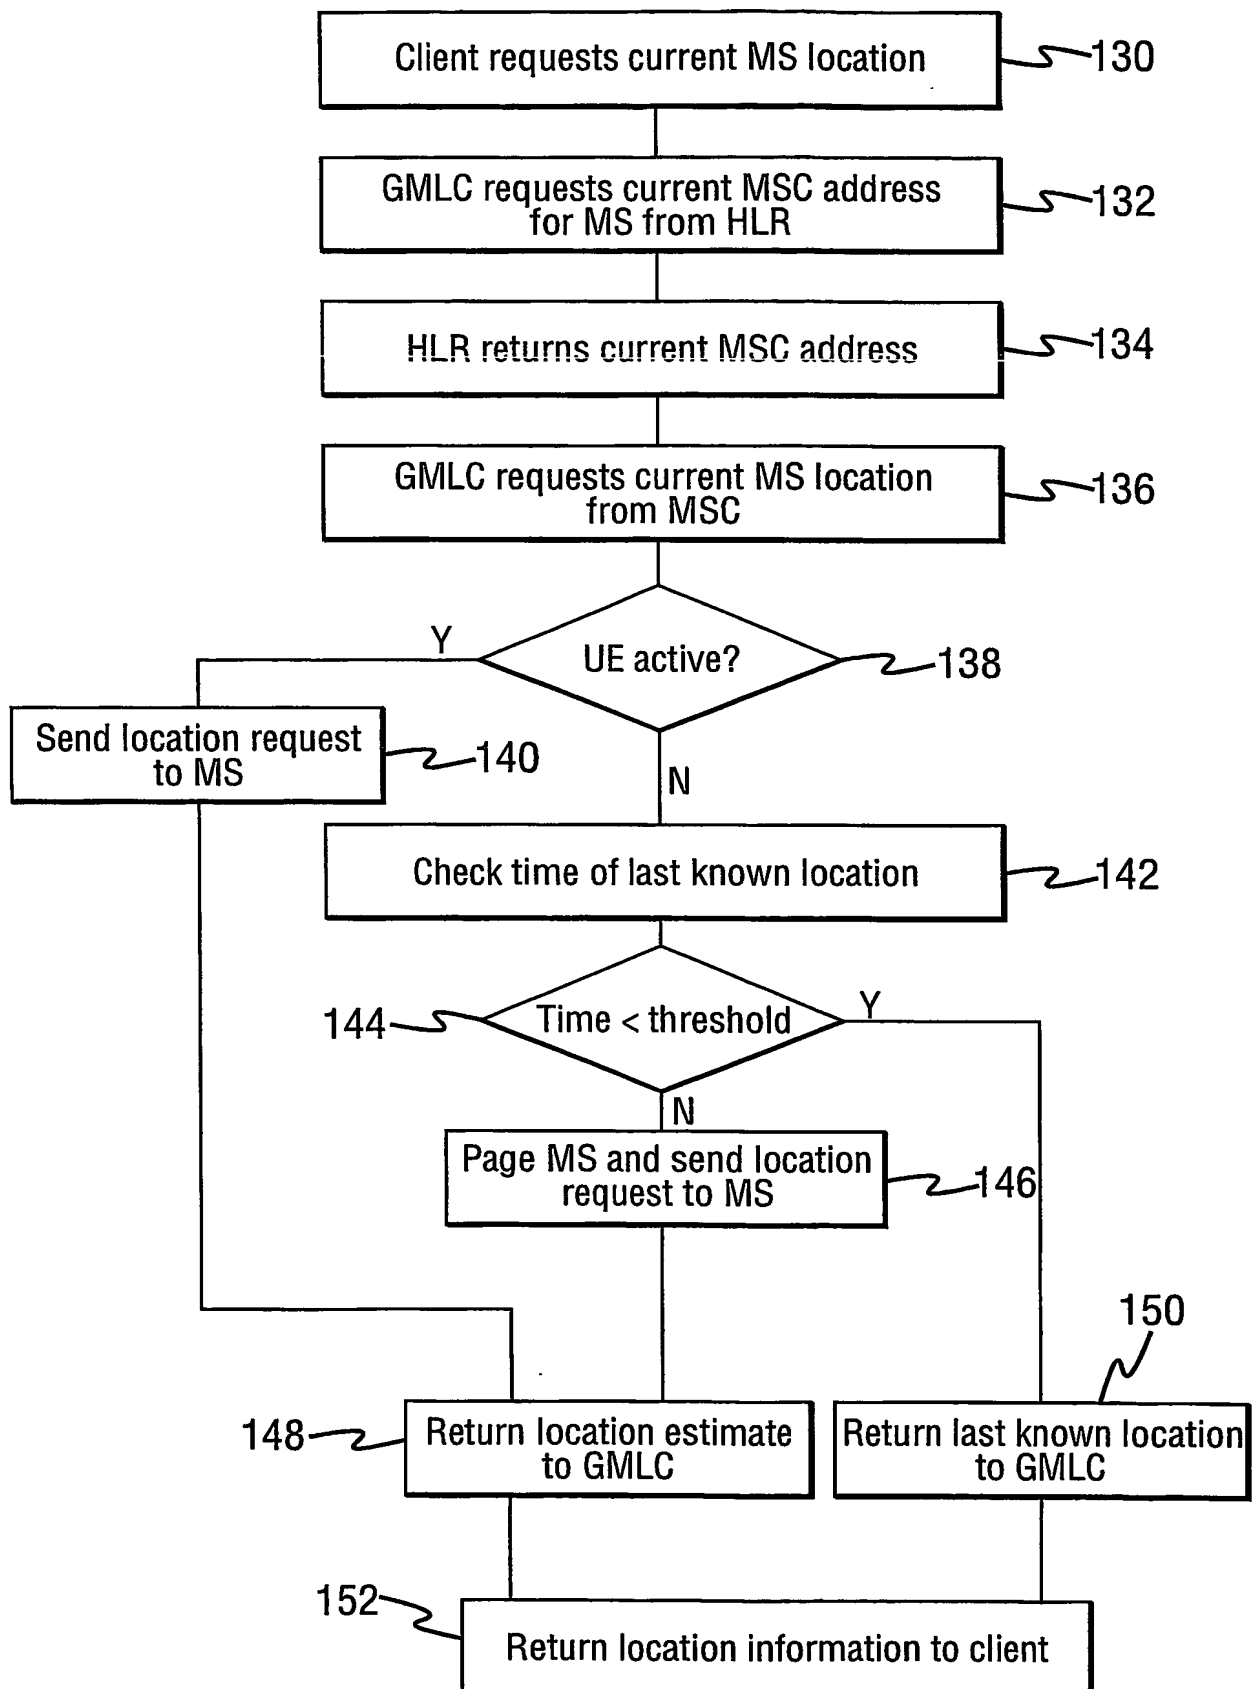 Client requests current MS location
130
GMLC requests current MSC address
for MS from HLR
132
HLR returns current MSC address
134
GMLC requests current MS location
from MSC
136
UE active?
138
Y
N
Send location request
to MS
140
Check time of last known location
142
Time < threshold
144
Y
N
Page MS and send location
request to MS
146
Return location estimate
to GMLC
148
Return last known location
to GMLC
150
Return location information to client
152